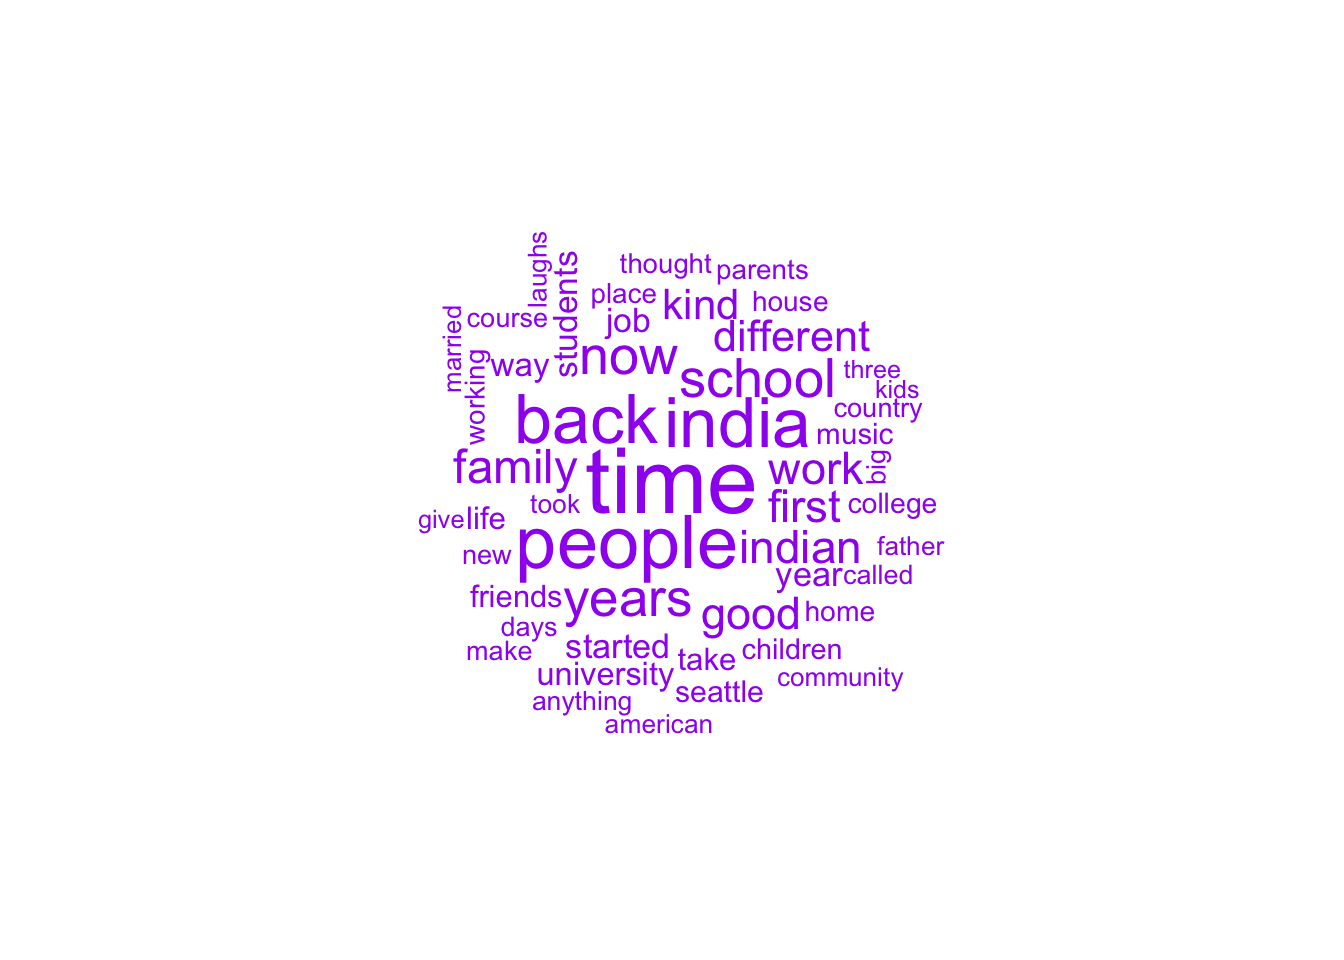 laughs
students
thought
parents
place
kind
house
married
course
job
different
working
way
now
school
three
kids
back
india
country
music
family
time
work
big
took
first
college
give
life
people
indian
father
new
year
called
friends
years
good
home
days
make
started
take
children
university
seattle
community
anything
american